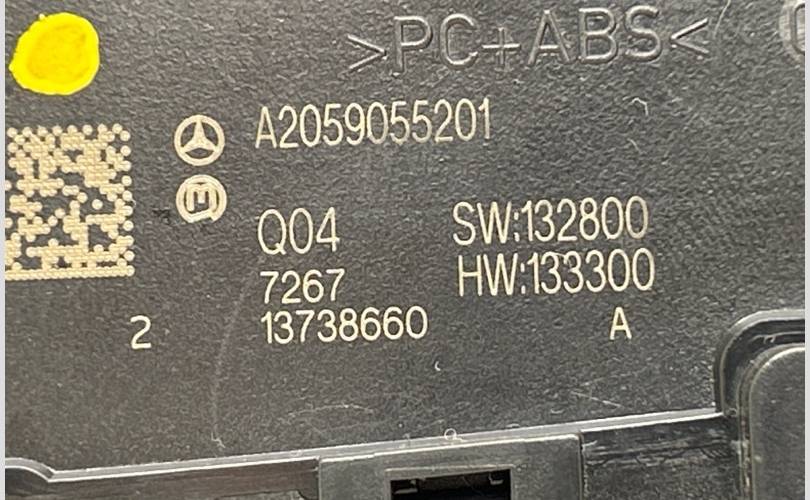 >PC+ABS<
A2059055201
Q04 SW:132800
7267 HW:133300
2 13738660 A